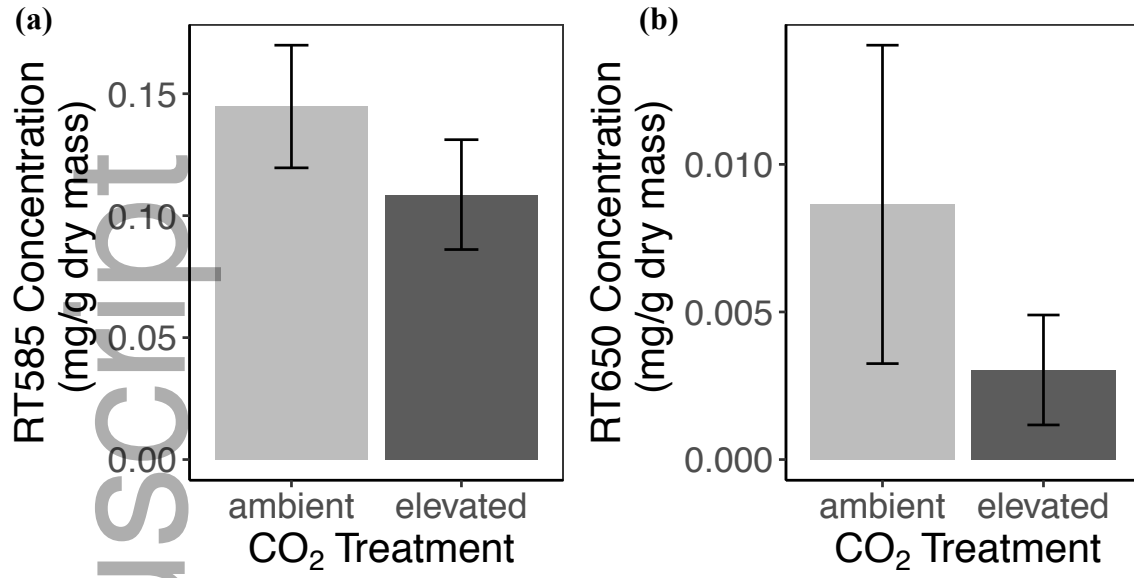 (a)
RT585 Concentration
(mg/g dry mass)
0.15
0.10
0.05
0.00
ambient elevated
CO₂ Treatment
(b)
RT650 Concentration
(mg/g dry mass)
0.010
0.005
0.000
ambient elevated
CO₂ Treatment
uscript